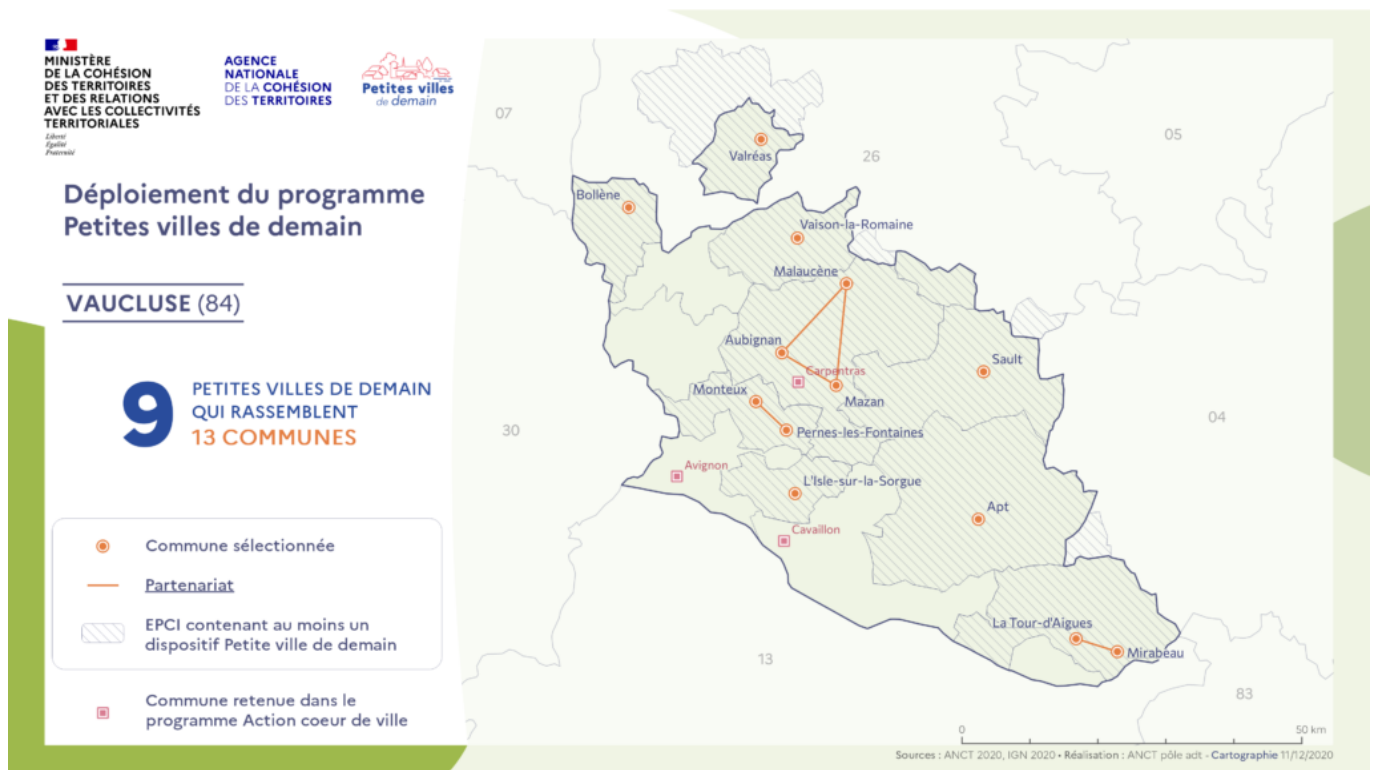 MINISTÈRE
DE LA COHÉSION
DES TERRITOIRES
ET DES RELATIONS
AVEC LES COLLECTIVITÉS
TERRITORIALES
Liberté
Égalité
Fraternité
AGENCE
NATIONALE
DE LA COHÉSION
DES TERRITOIRES
Petites villes
de demain
Déploiement du programme
Petites villes de demain
VAUCLUSE (84)
9
PETITES VILLES DE DEMAIN
QUI RASSEMBLENT
13 COMMUNES
Commune sélectionnée
Partenariat
EPCI contenant au moins un
dispositif Petite ville de demain
Commune retenue dans le
programme Action coeur de ville
07
05
26
Valréas
Bollène
Vaison-la-Romaine
Malaucène
Aubignan
Sault
Carpentras
Monteux
Mazan
04
30
Pernes-les-Fontaines
Avignon
L'Isle-sur-la-Sorgue
Apt
Cavaillon
La Tour-d'Aigues
Mirabeau
13
83
0
50 km
Sources : ANCT 2020, IGN 2020 • Réalisation : ANCT pôle adt - Cartographie 11/12/2020